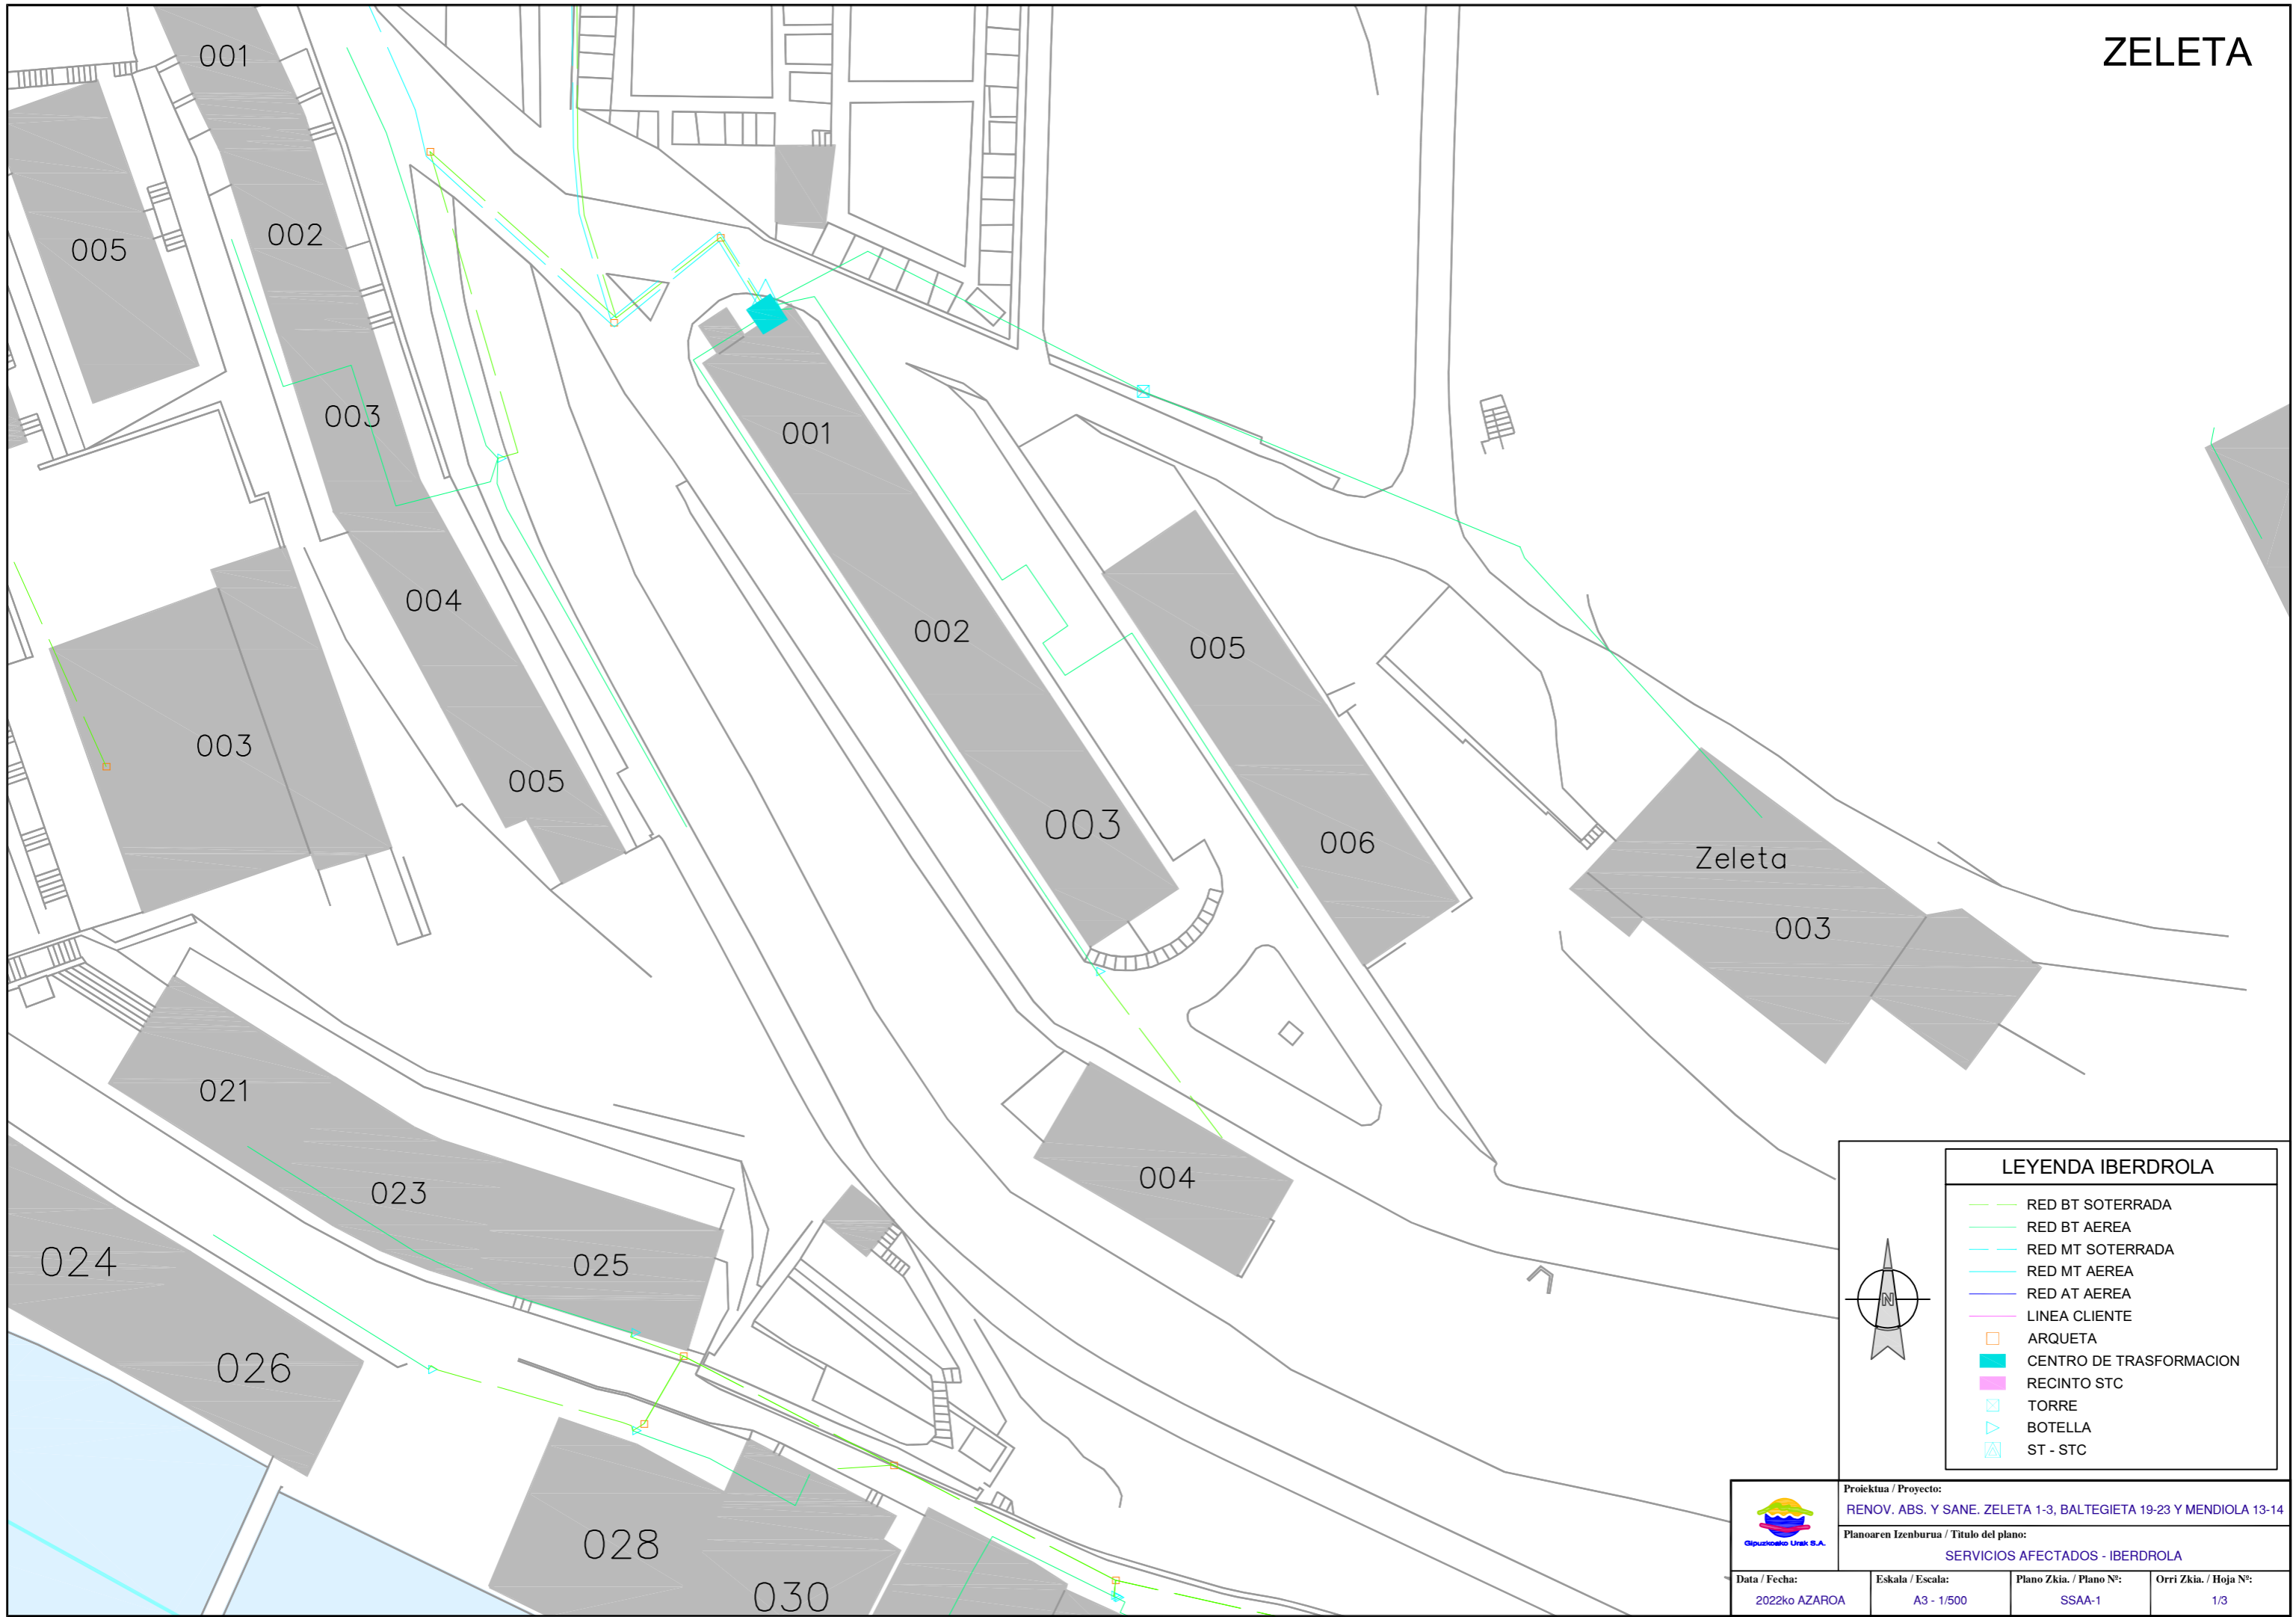 ZELETA
001
005
002
003
001
004
002
005
003
005
003
006
Zeleta
003
021
023
025
004
024
026
028
030
LEYENDA IBERDROLA
RED BT SOTERRADA
RED BT AEREA
RED MT SOTERRADA
RED MT AEREA
RED AT AEREA
LINEA CLIENTE
ARQUETA
CENTRO DE TRASFORMACION
RECINTO STC
TORRE
BOTELLA
ST - STC
N
Gipuzkoako Urak S.A.
Proiektua / Proyecto:
RENOV. ABS. Y SANE. ZELETA 1-3, BALTEGIETA 19-23 Y MENDIOLA 13-14
Planoaren Izenburua / Titulo del plano:
SERVICIOS AFECTADOS - IBERDROLA
Data / Fecha:
2022ko AZAROA
Eskala / Escala:
A3 - 1/500
Plano Zkia. / Plano Nº:
SSAA-1
Orri Zkia. / Hoja Nº:
1/3